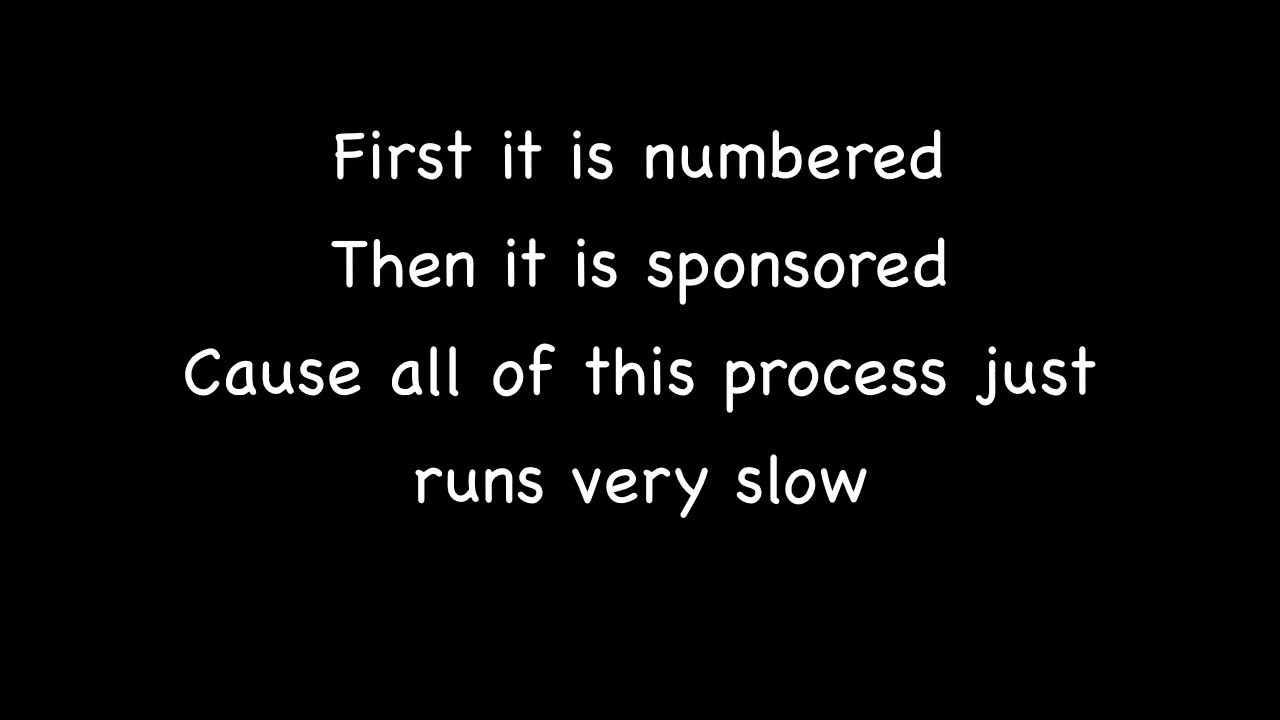 First it is numbered
Then it is sponsored
Cause all of this process just
runs very slow